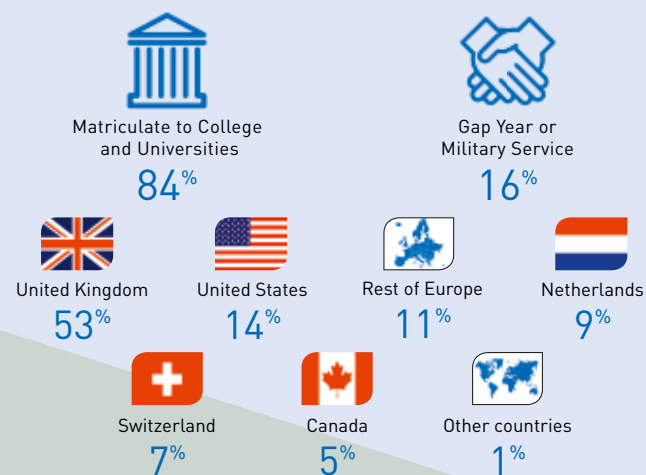 Matriculate to College
and Universities
84%
Gap Year or
Military Service
16%
United Kingdom
53%
United States
14%
Rest of Europe
11%
Netherlands
9%
Switzerland
7%
Canada
5%
Other countries
1%